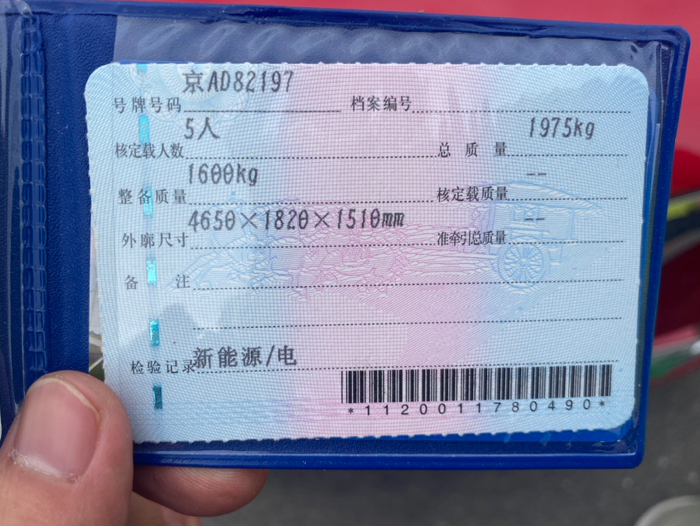 号牌号码 京AD82197 档案编号
核定载人数 5人 总质量 1975kg
整备质量 1600kg 核定载质量 --
外廓尺寸 4650×1820×1510mm 准牵引总质量 --
备注
检验记录 新能源/电
*1120011780490*